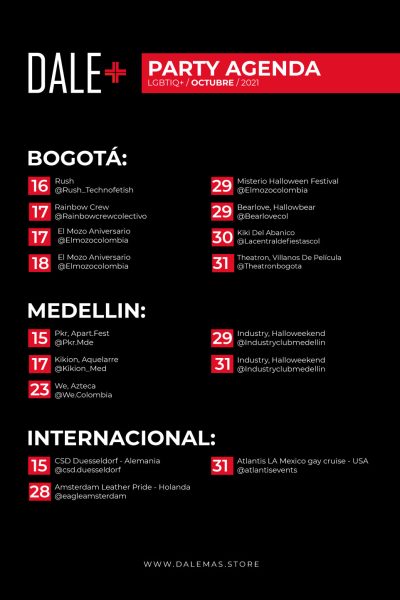 DALE+
PARTY AGENDA
LGBTIQ+ / OCTUBRE / 2021
BOGOTÁ:
16 Rush
@Rush_Technofetish
17 Rainbow Crew
@Rainbowcrewcolectivo
17 El Mozo Aniversario
@Elmozocolombia
18 El Mozo Aniversario
@Elmozocolombia
29 Misterio Halloween Festival
@Elmozocolombia
29 Bearlove, Hallowbear
@Bearlovecol
30 Kiki Del Abanico
@Lacentraldefiestascol
31 Theatron, Villanos De Película
@Theatronbogota
MEDELLIN:
15 Pkr, Apart.Fest
@Pkr.Mde
17 Kikion, Aquelarre
@Kikion_Med
23 We, Azteca
@We.Colombia
29 Industry, Halloweekend
@Industryclubmedellin
31 Industry, Halloweekend
@Industryclubmedellin
INTERNACIONAL:
15 CSD Duesseldorf - Alemania
@csd.duesseldorf
28 Amsterdam Leather Pride - Holanda
@eagleamsterdam
31 Atlantis LA Mexico gay cruise - USA
@atlantisevents
WWW.DALEMAS.STORE